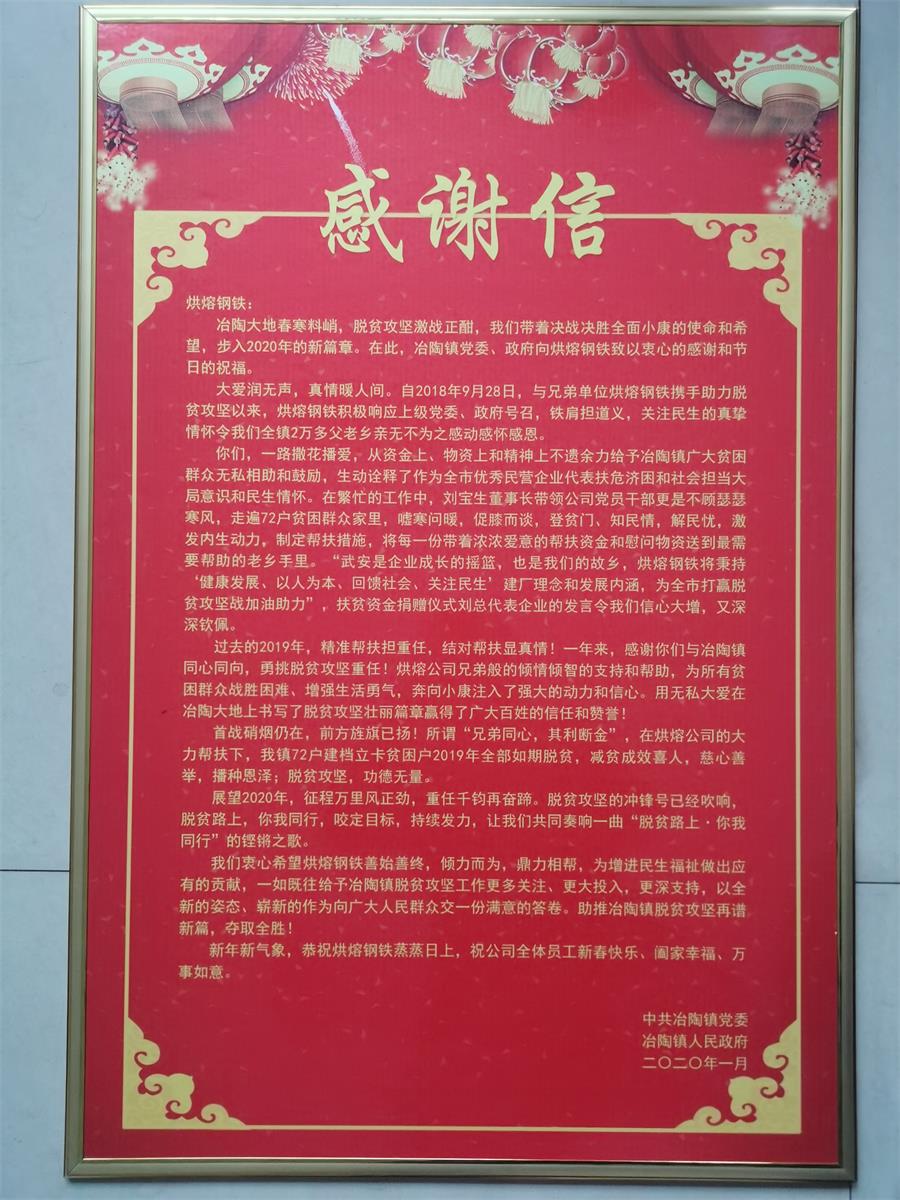 感谢信
烘熔钢铁：
冶陶大地春寒料峭，脱贫攻坚激战正酣，我们带着决战决胜全面小康的使命和希
望，步入2020年的新篇章。在此，冶陶镇党委、政府向烘熔钢铁致以衷心的感谢和节
日的祝福。
大爱润无声，真情暖人间。自2018年9月28日，与兄弟单位烘熔钢铁携手助力脱
贫攻坚以来，烘熔钢铁积极响应上级党委、政府号召，铁肩担道义，关注民生的真挚
情怀令我们全镇2万多父老乡亲无不为之感动感怀感恩。
你们，一路撒花播爱，从资金上、物资上和精神上不遗余力给予冶陶镇广大贫困
群众无私相助和鼓励，生动诠释了作为全市优秀民营企业代表扶危济困和社会担当大
局意识和民生情怀。在繁忙的工作中，刘宝生董事长带领公司党员干部更是不顾瑟瑟
寒风，走遍72户贫困群众家里，嘘寒问暖，促膝而谈，登贫门、知民情，解民忧，激
发内生动力，制定帮扶措施，将每一份带着浓浓爱意的帮扶资金和慰问物资送到最需
要帮助的老乡手里。“武安是企业成长的摇篮，也是我们的故乡，烘熔钢铁将秉持
‘健康发展、以人为本、回馈社会、关注民生’建厂理念和发展内涵，为全市打赢脱
贫攻坚战加油助力”，扶贫资金捐赠仪式刘总代表企业的发言令我们信心大增，又深
深钦佩。
过去的2019年，精准帮扶担重任，结对帮扶显真情！一年来，感谢你们与冶陶镇
同心同向，勇挑脱贫攻坚重任！烘熔公司兄弟般的倾情倾智的支持和帮助，为所有贫
困群众战胜困难、增强生活勇气，奔向小康注入了强大的动力和信心。用无私大爱在
冶陶大地上书写了脱贫攻坚壮丽篇章赢得了广大百姓的信任和赞誉！
首战硝烟仍在，前方旌旗已扬！所谓“兄弟同心，其利断金”，在烘熔公司的大
力帮扶下，我镇72户建档立卡贫困户2019年全部如期脱贫，减贫成效喜人，慈心善
举，播种恩泽；脱贫攻坚，功德无量。
展望2020年，征程万里风正劲，重任千钧再奋蹄。脱贫攻坚的冲锋号已经吹响，
脱贫路上，你我同行，咬定目标，持续发力，让我们共同奏响一曲“脱贫路上·你我
同行”的铿锵之歌。
我们衷心希望烘熔钢铁善始善终，倾力而为，鼎力相帮，为增进民生福祉做出应
有的贡献，一如既往给予冶陶镇脱贫攻坚工作更多关注、更大投入，更深支持，以全
新的姿态、崭新的作为向广大人民群众交一份满意的答卷。助推冶陶镇脱贫攻坚再谱
新篇，夺取全胜！
新年新气象，恭祝烘熔钢铁蒸蒸日上，祝公司全体员工新春快乐、阖家幸福、万
事如意。
中共冶陶镇党委
冶陶镇人民政府
二〇二〇年一月